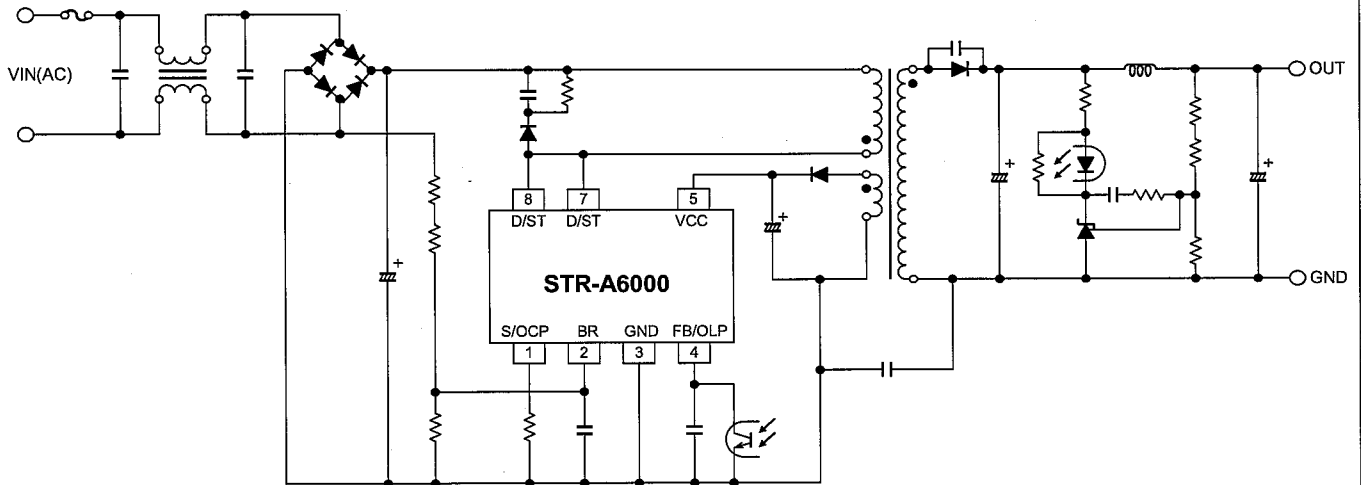 VIN(AC)
OUT
8 7 5
D/ST D/ST VCC
+
+
+
+
STR-A6000
GND
S/OCP BR GND FB/OLP
1 2 3 4